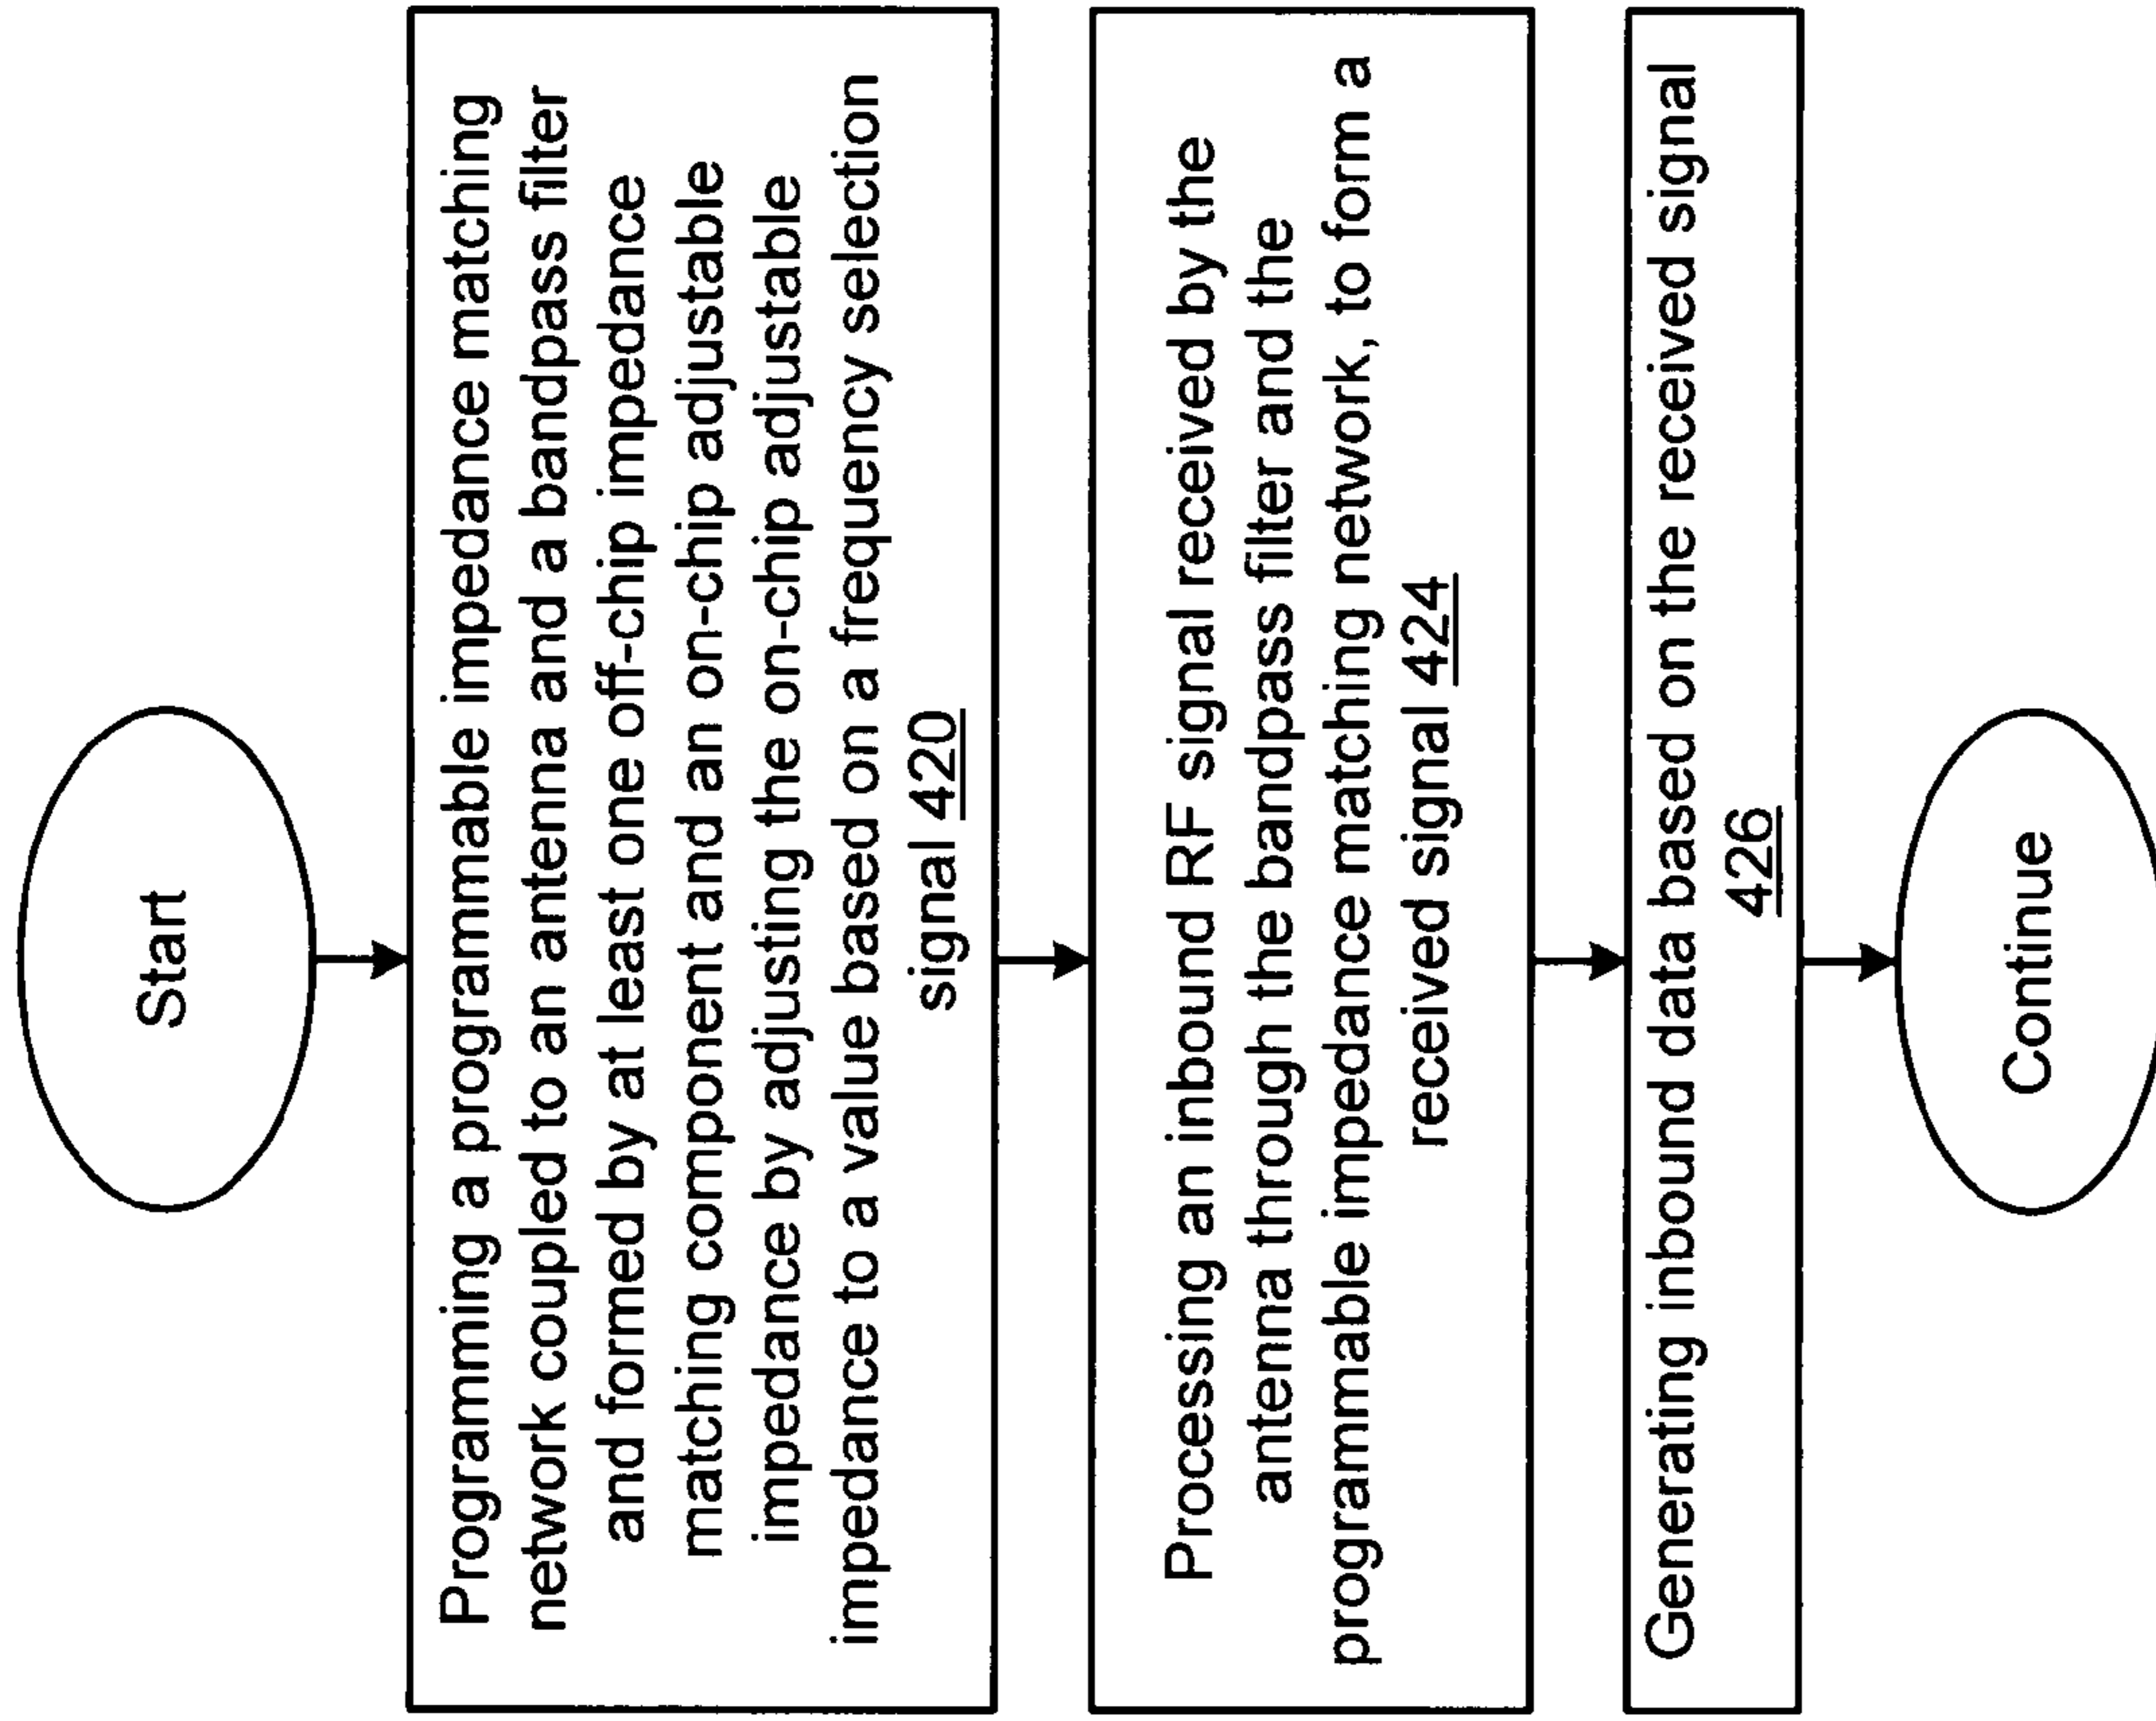 Start
Programming a programmable impedance matching
network coupled to an antenna and a bandpass filter
and formed by at least one off-chip impedance
matching component and an on-chip adjustable
impedance by adjusting the on-chip adjustable
impedance to a value based on a frequency selection
signal 420
Processing an inbound RF signal received by the
antenna through the bandpass filter and the
programmable impedance matching network, to form a
received signal 424
Generating inbound data based on the received signal
426
Continue